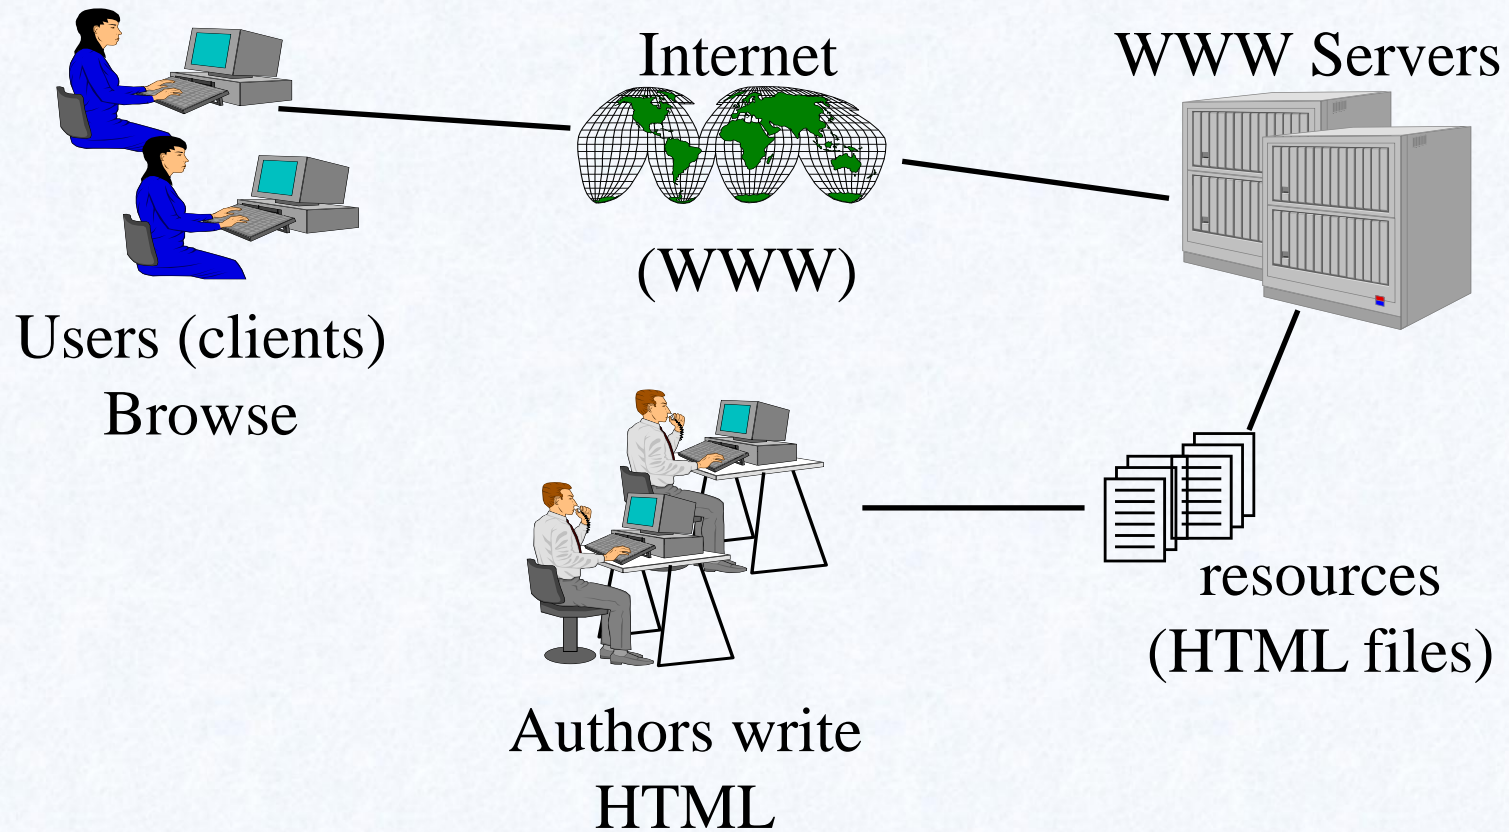 Internet
WWW Servers
(WWW)
Users (clients)
Browse
resources
(HTML files)
Authors write
HTML